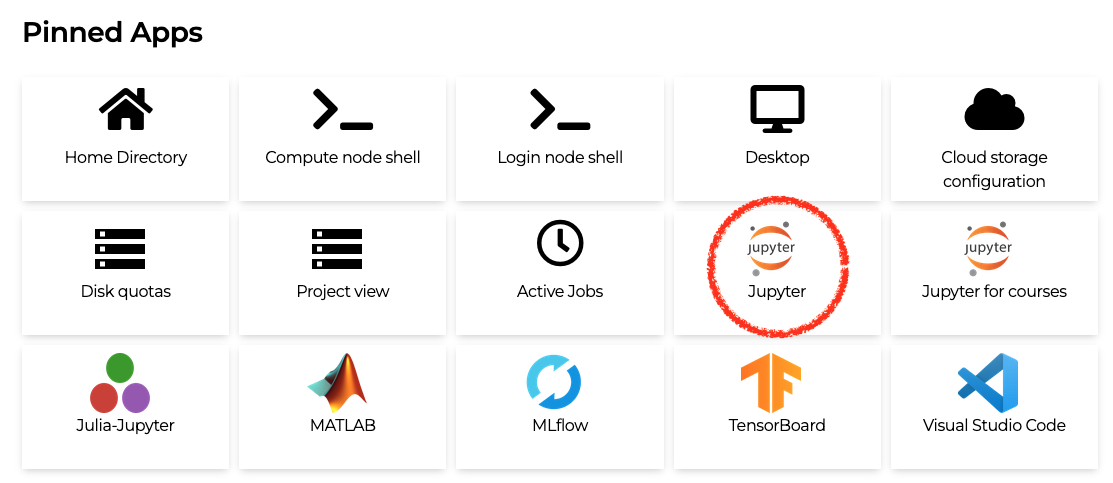 Pinned Apps
Home Directory
Compute node shell
Login node shell
Desktop
Cloud storage
configuration
Disk quotas
Project view
Active Jobs
jupyter
Jupyter
jupyter
Jupyter for courses
Julia-Jupyter
MATLAB
MLflow
TensorBoard
Visual Studio Code